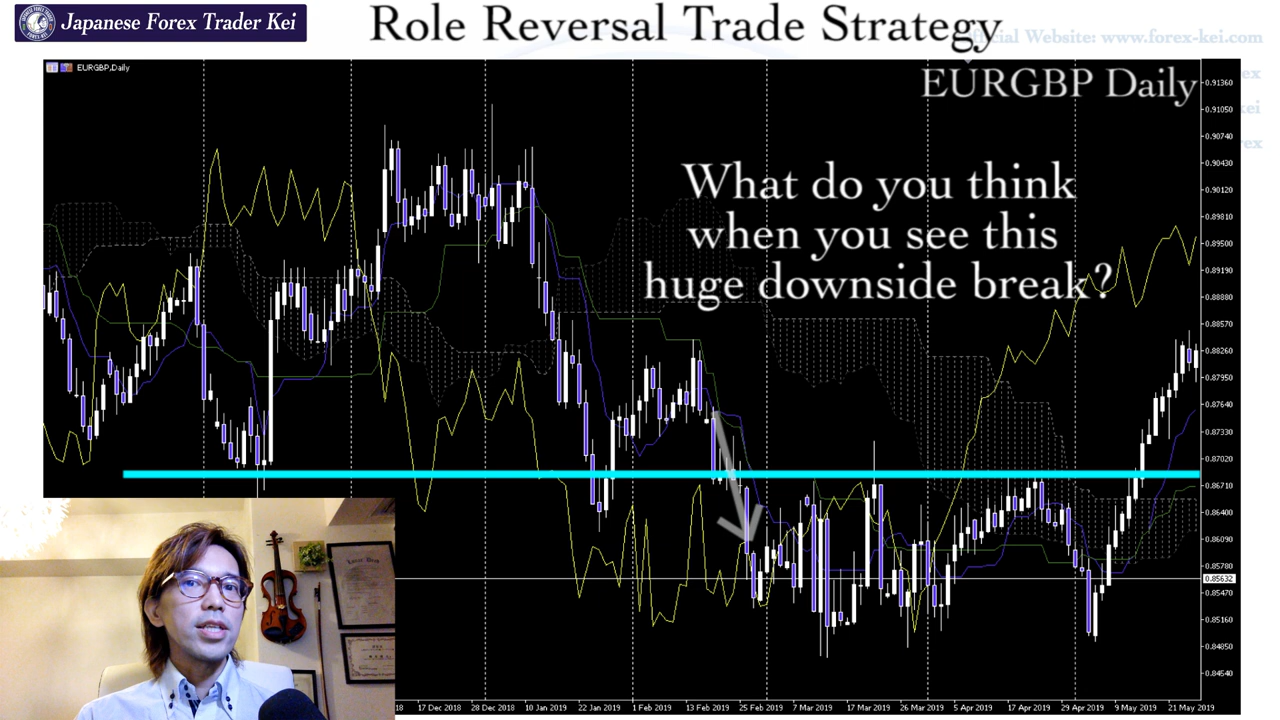 Japanese Forex Trader Kei
Role Reversal Trade Strategy
Official Website: www.forex-kei.com
EURGBP,Daily
EURGBP Daily
What do you think
when you see this
huge downside break?
0.91360
0.91050
0.90740
0.90430
0.90120
0.89810
0.89500
0.89190
0.88880
0.88570
0.88260
0.87950
0.87640
0.87330
0.87020
0.86710
0.86400
0.86090
0.85780
0.85632
0.85470
0.85160
0.84850
0.84540
18 17 Dec 2018 28 Dec 2018 10 Jan 2019 22 Jan 2019 1 Feb 2019 13 Feb 2019 25 Feb 2019 7 Mar 2019 17 Mar 2019 26 Mar 2019 5 Apr 2019 17 Apr 2019 29 Apr 2019 9 May 2019 21 May 2019